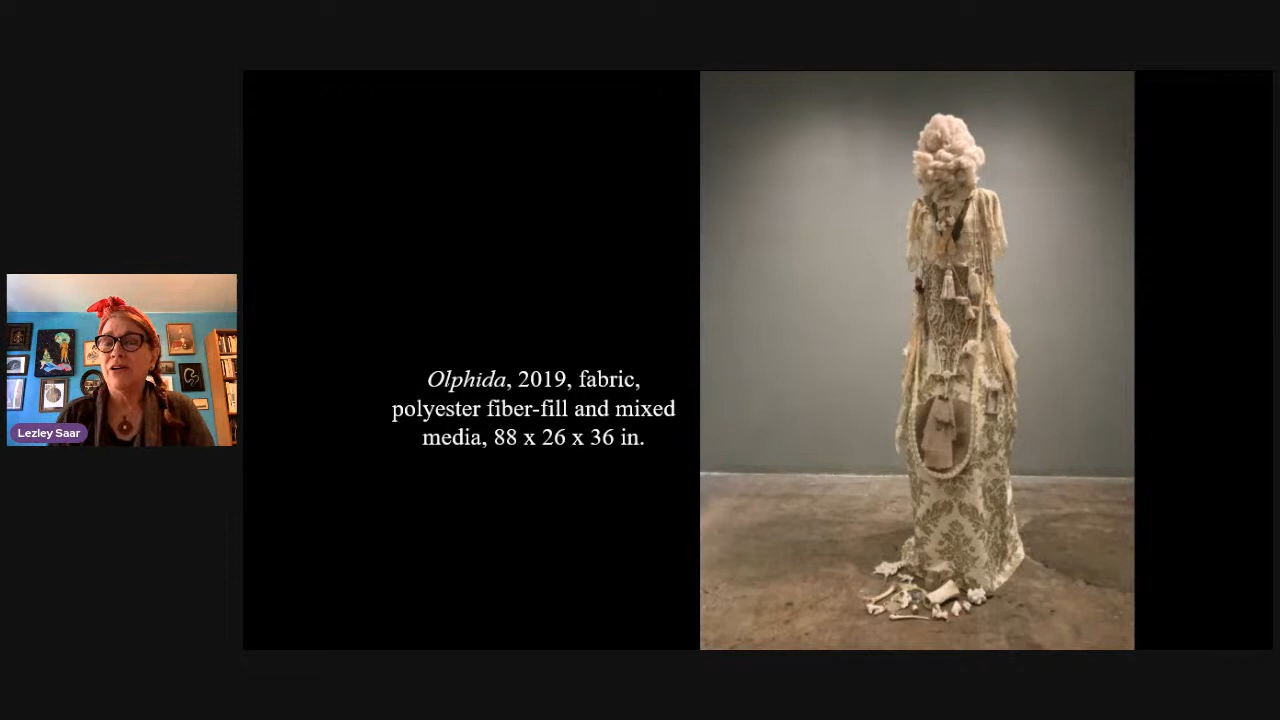 Olphida, 2019, fabric,
polyester fiber-fill and mixed
media, 88 x 26 x 36 in.
Lezley Saar